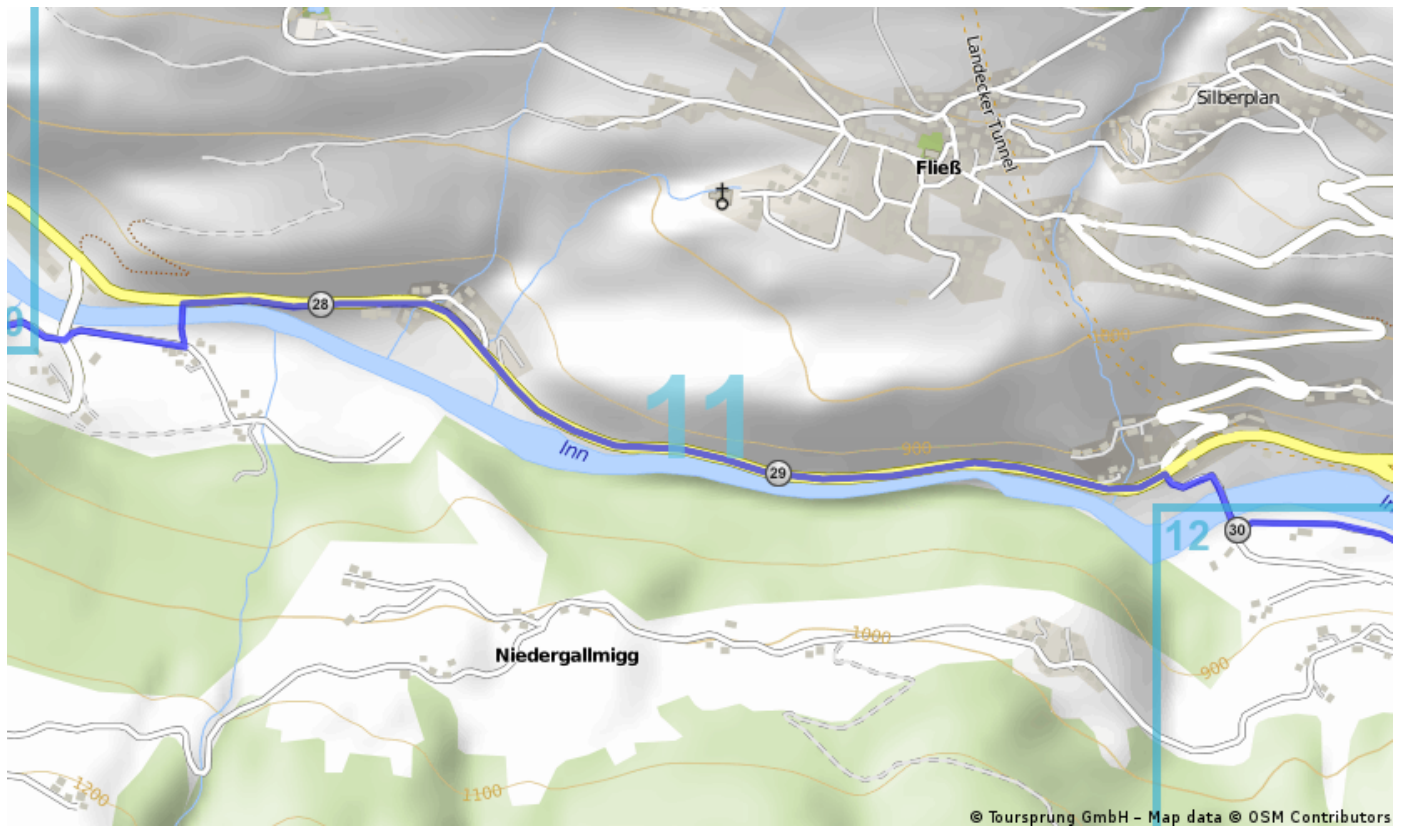 Landecker Tunnel
Silberplan
Fließ
28
11
Inn
900
29
12
30
1000
Niedergallmigg
900
1200
1100
© Toursprung GmbH – Map data © OSM Contributors